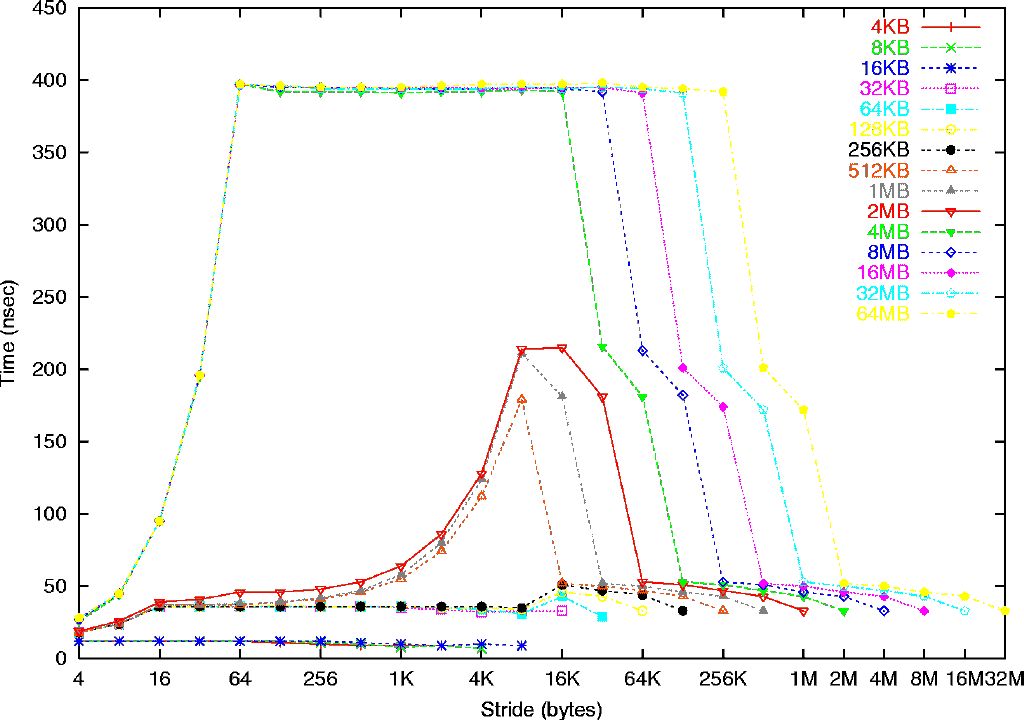 450
400
350
300
250
200
150
100
50
0
Time (nsec)
4KB
8KB
16KB
32KB
64KB
128KB
256KB
512KB
1MB
2MB
4MB
8MB
16MB
32MB
64MB
4 16 64 256 1K 4K 16K 64K 256K 1M 2M 4M 8M 16M 32M
Stride (bytes)